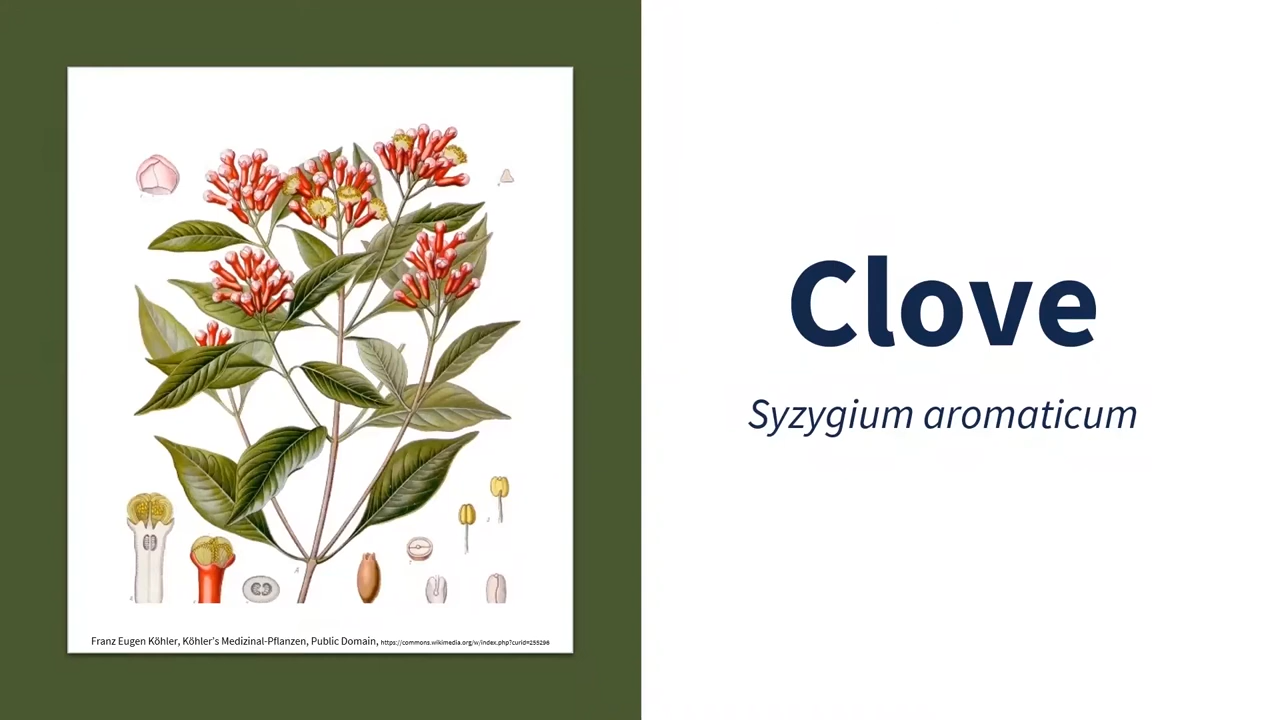 Clove
Syzygium aromaticum
Franz Eugen Köhler, Köhler's Medizinal-Pflanzen, Public Domain, https://commons.wikimedia.org/w/index.php?curid=255296